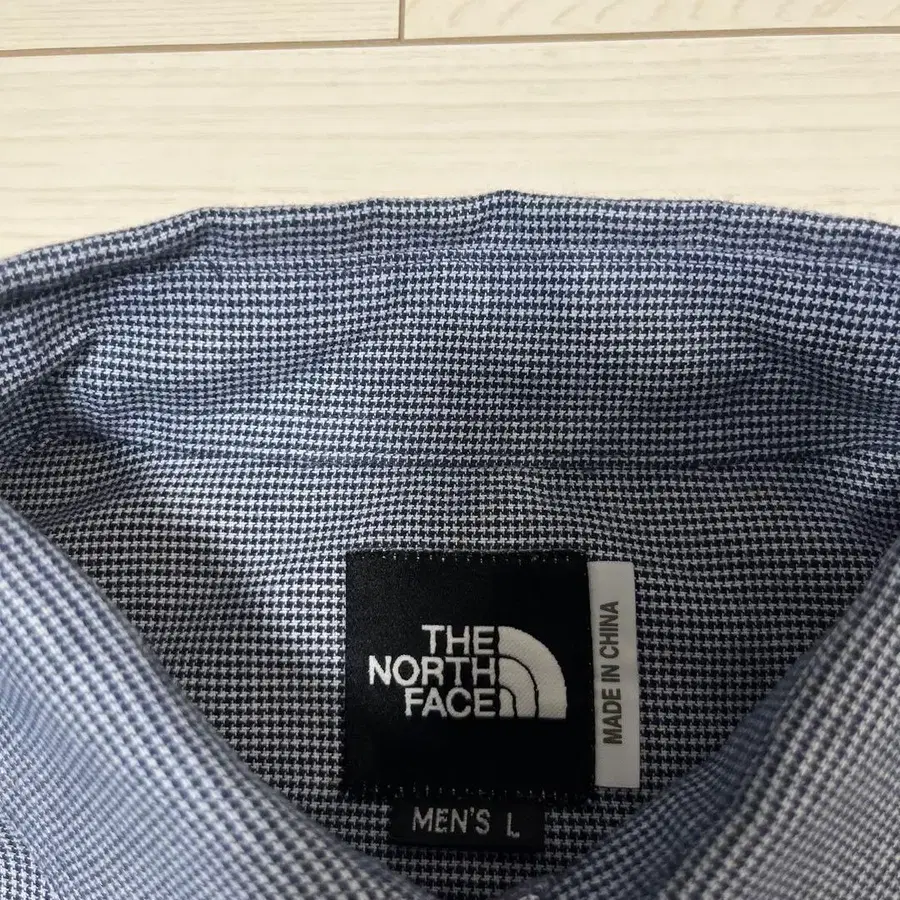 THE
NORTH
FACE
MADE IN CHINA
MEN'S L